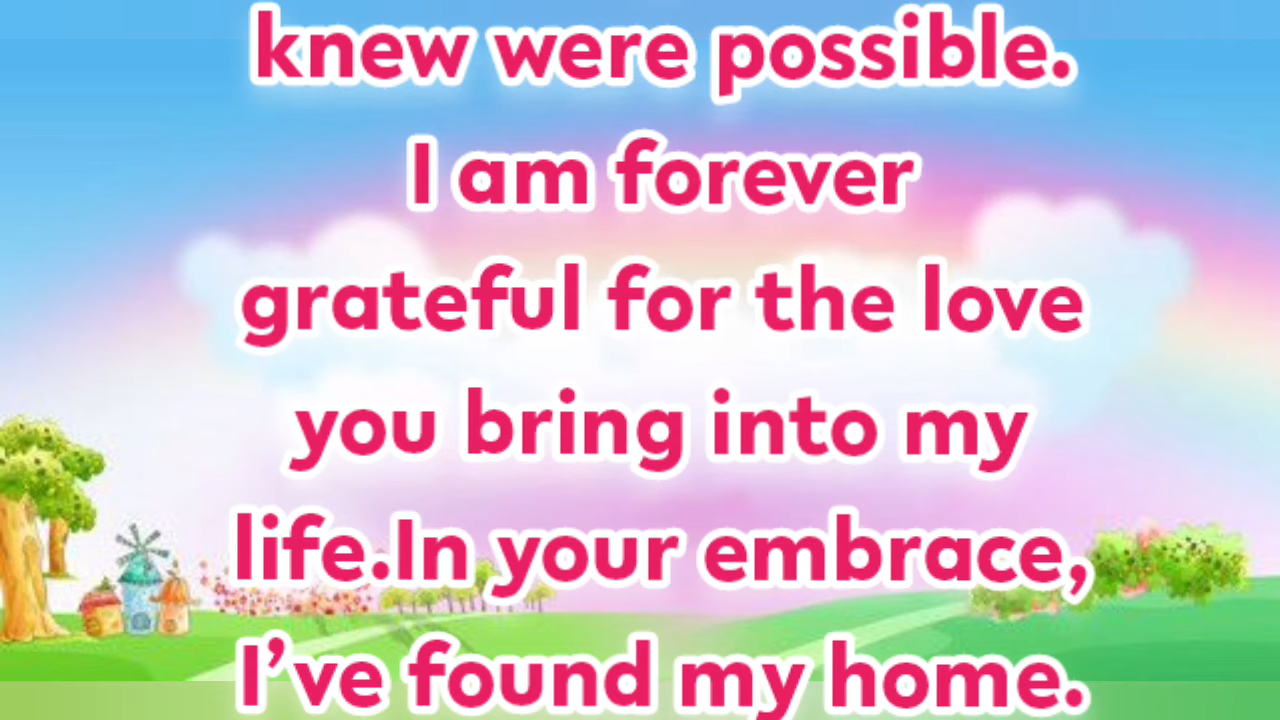 knew were possible.
I am forever
grateful for the love
you bring into my
life.In your embrace,
I’ve found my home.